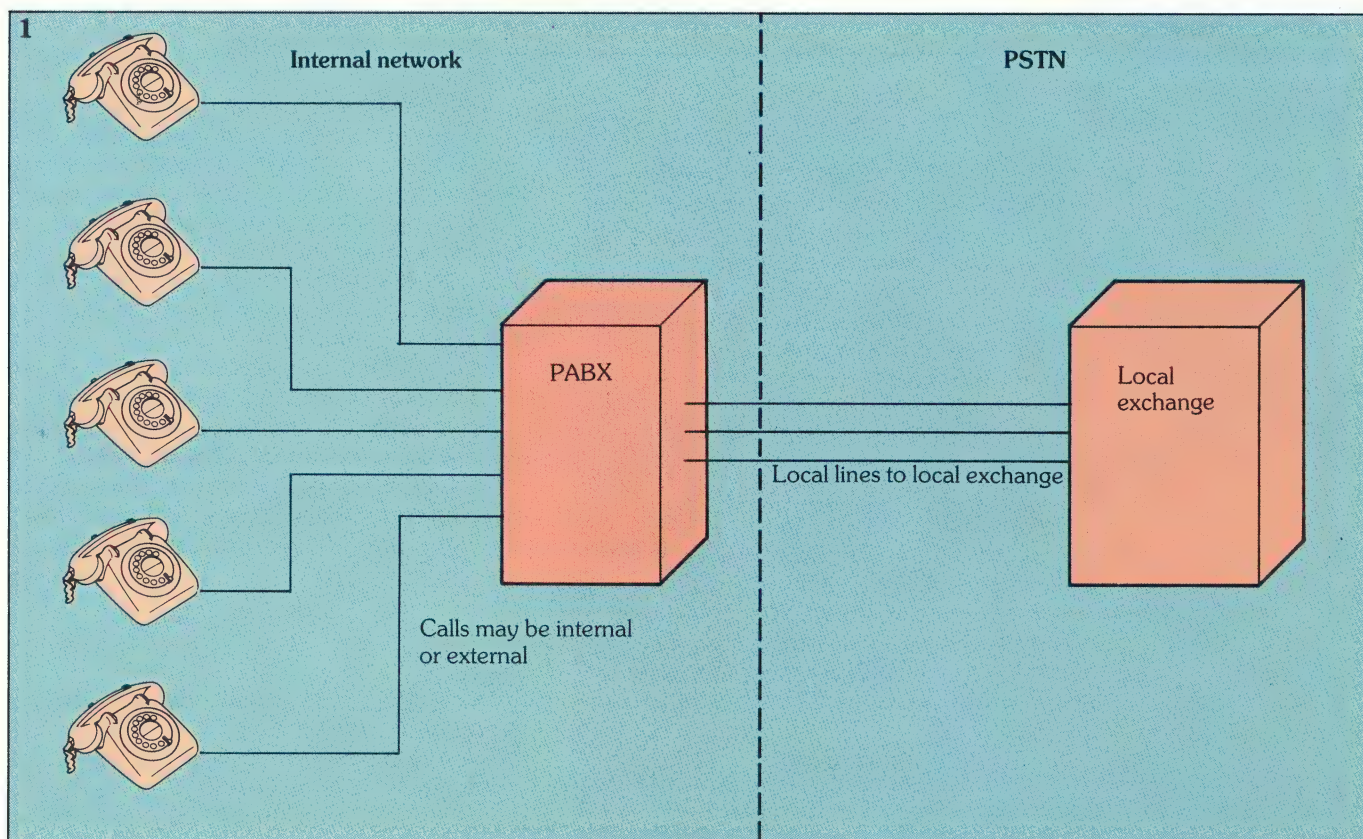 1
Internal network
PSTN
PABX
Local
exchange
Local lines to local exchange
Calls may be internal
or external